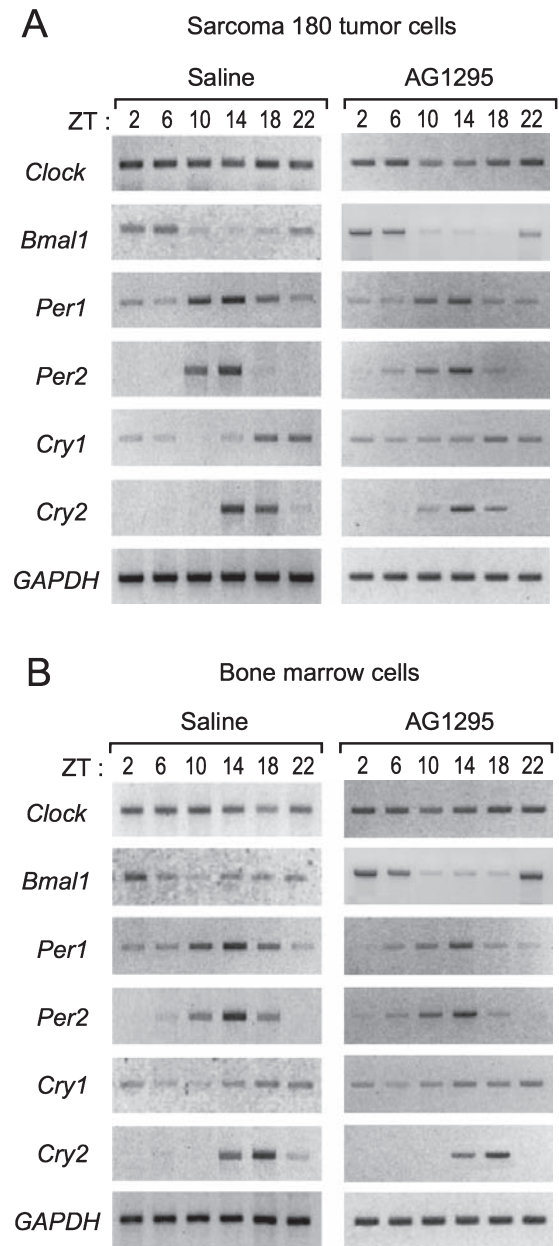 A
Sarcoma 180 tumor cells
Saline AG1295
ZT : 2 6 10 14 18 22 2 6 10 14 18 22
Clock
Bmal1
Per1
Per2
Cry1
Cry2
GAPDH
B
Bone marrow cells
Saline AG1295
ZT : 2 6 10 14 18 22 2 6 10 14 18 22
Clock
Bmal1
Per1
Per2
Cry1
Cry2
GAPDH